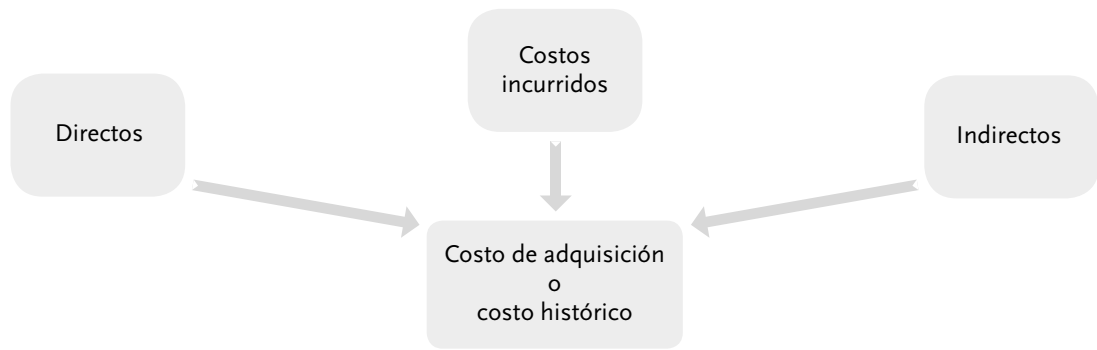 Costos
incurridos
Directos
Indirectos
Costo de adquisición
o
costo histórico